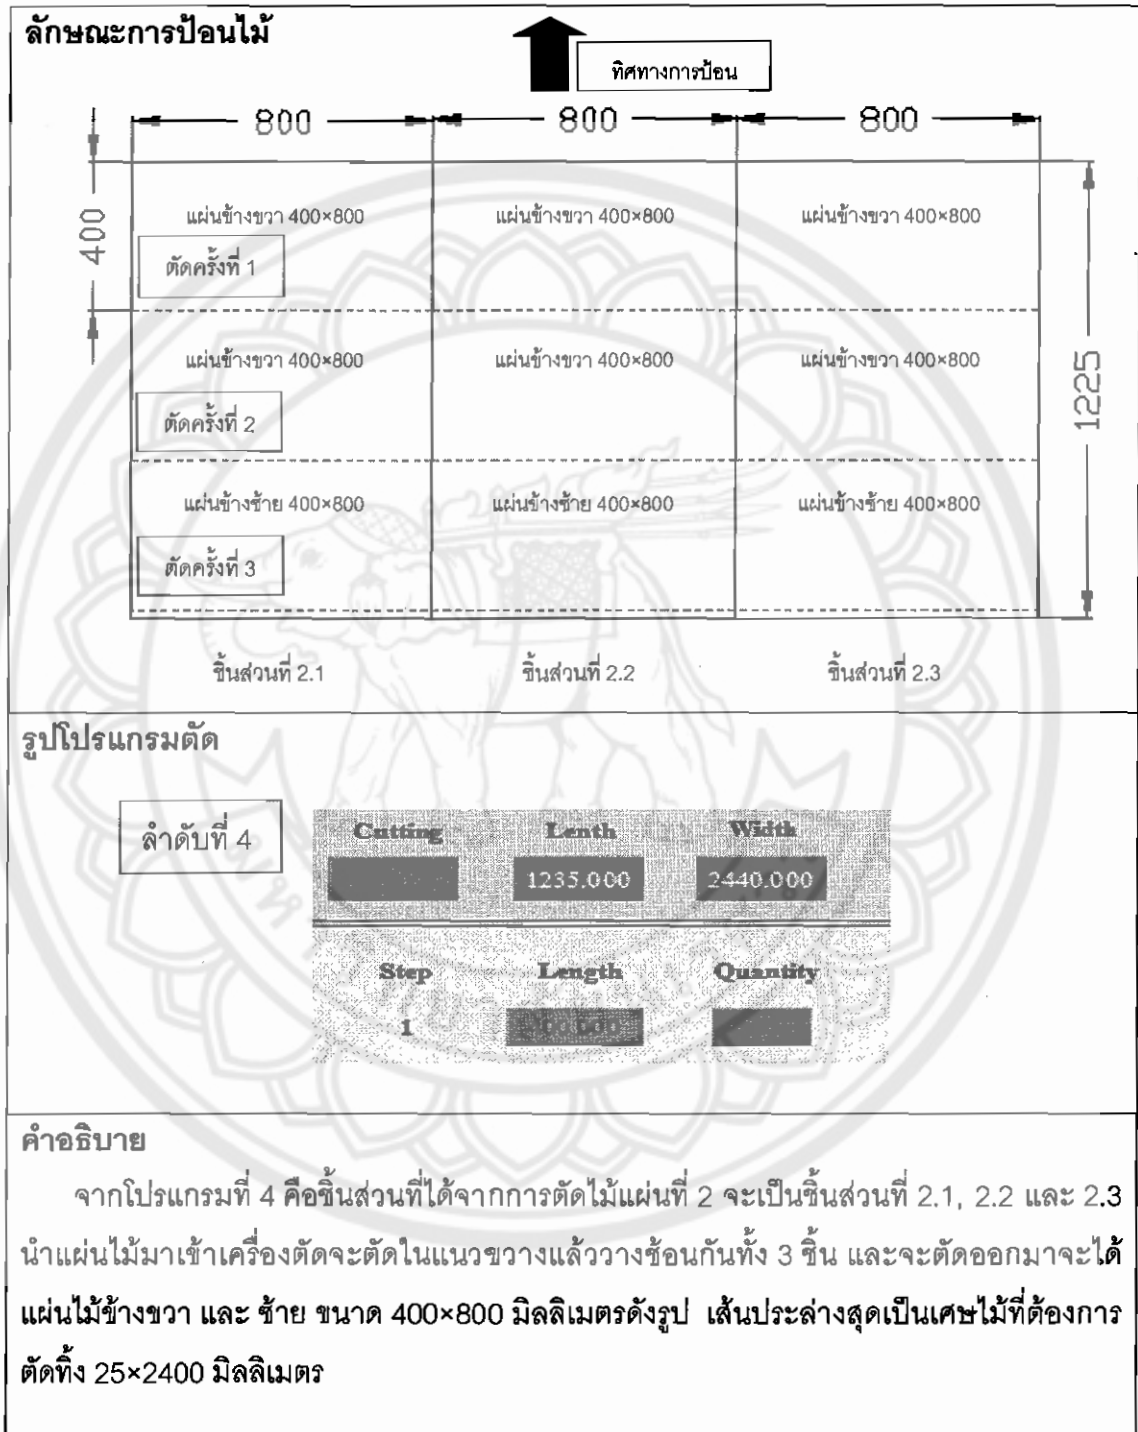 ลักษณะการป้อนไม้
ทิศทางการป้อน
800 800 800
400
แผ่นข้างขวา 400×800 แผ่นข้างขวา 400×800 แผ่นข้างขวา 400×800
ตัดครั้งที่ 1
แผ่นข้างขวา 400×800 แผ่นข้างขวา 400×800 แผ่นข้างขวา 400×800
1225
ตัดครั้งที่ 2
แผ่นข้างซ้าย 400×800 แผ่นข้างซ้าย 400×800 แผ่นข้างซ้าย 400×800
ตัดครั้งที่ 3
ชิ้นส่วนที่ 2.1 ชิ้นส่วนที่ 2.2 ชิ้นส่วนที่ 2.3
รูปโปรแกรมตัด
ลำดับที่ 4
Cutting Lenth Width
1235.000 2440.000
Step Length Quantity
1
คำอธิบาย
จากโปรแกรมที่ 4 คือชิ้นส่วนที่ได้จากการตัดไม้แผ่นที่ 2 จะเป็นชิ้นส่วนที่ 2.1, 2.2 และ 2.3
นำแผ่นไม้มาเข้าเครื่องตัดจะตัดในแนวขวางแล้ววางซ้อนกันทั้ง 3 ชิ้น และจะตัดออกมาจะได้
แผ่นไม้ข้างขวา และ ซ้าย ขนาด 400×800 มิลลิเมตรดังรูป เส้นประล่างสุดเป็นเศษไม้ที่ต้องการ
ตัดทิ้ง 25×2400 มิลลิเมตร